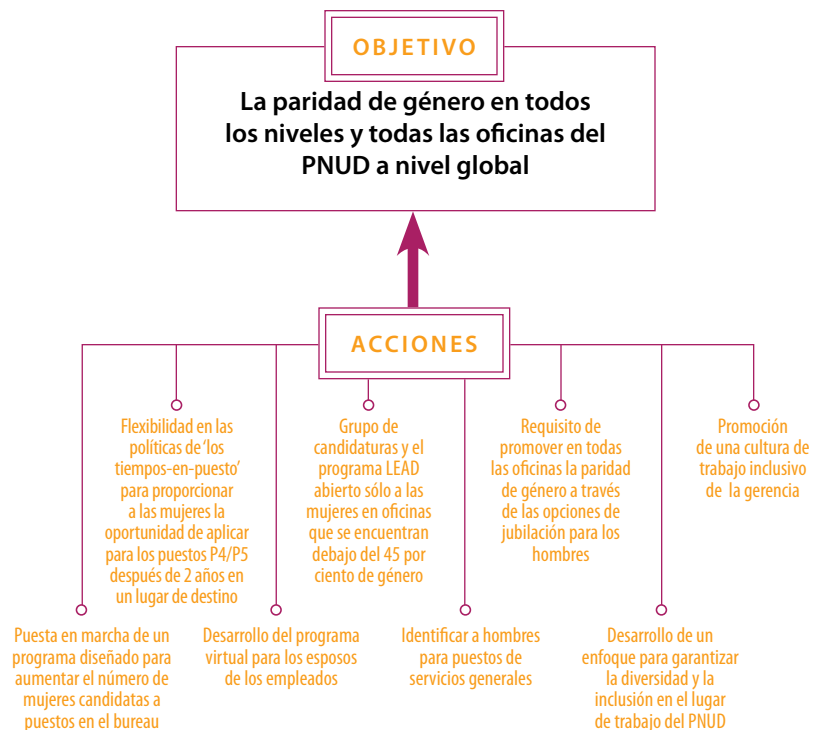 OBJETIVO
La paridad de género en todos
los niveles y todas las oficinas del
PNUD a nivel global
ACCIONES
Flexibilidad en las
políticas de ‘los
tiempos-en-puesto’
para proporcionar
a las mujeres la
oportunidad de aplicar
para los puestos P4/P5
después de 2 años en
un lugar de destino
Grupo de
candidaturas y el
programa LEAD
abierto sólo a las
mujeres en oficinas
que se encuentran
debajo del 45 por
ciento de género
Requisito de
promover en todas
las oficinas la paridad
de género a través
de las opciones de
jubilación para los
hombres
Promoción
de una cultura de
trabajo inclusivo
de la gerencia
Puesta en marcha de un
programa diseñado para
aumentar el número de
mujeres candidatas a
puestos en el bureau
Desarrollo del programa
virtual para los esposos
de los empleados
Identificar a hombres
para puestos de
servicios generales
Desarrollo de un
enfoque para garantizar
la diversidad y la
inclusión en el lugar
de trabajo del PNUD